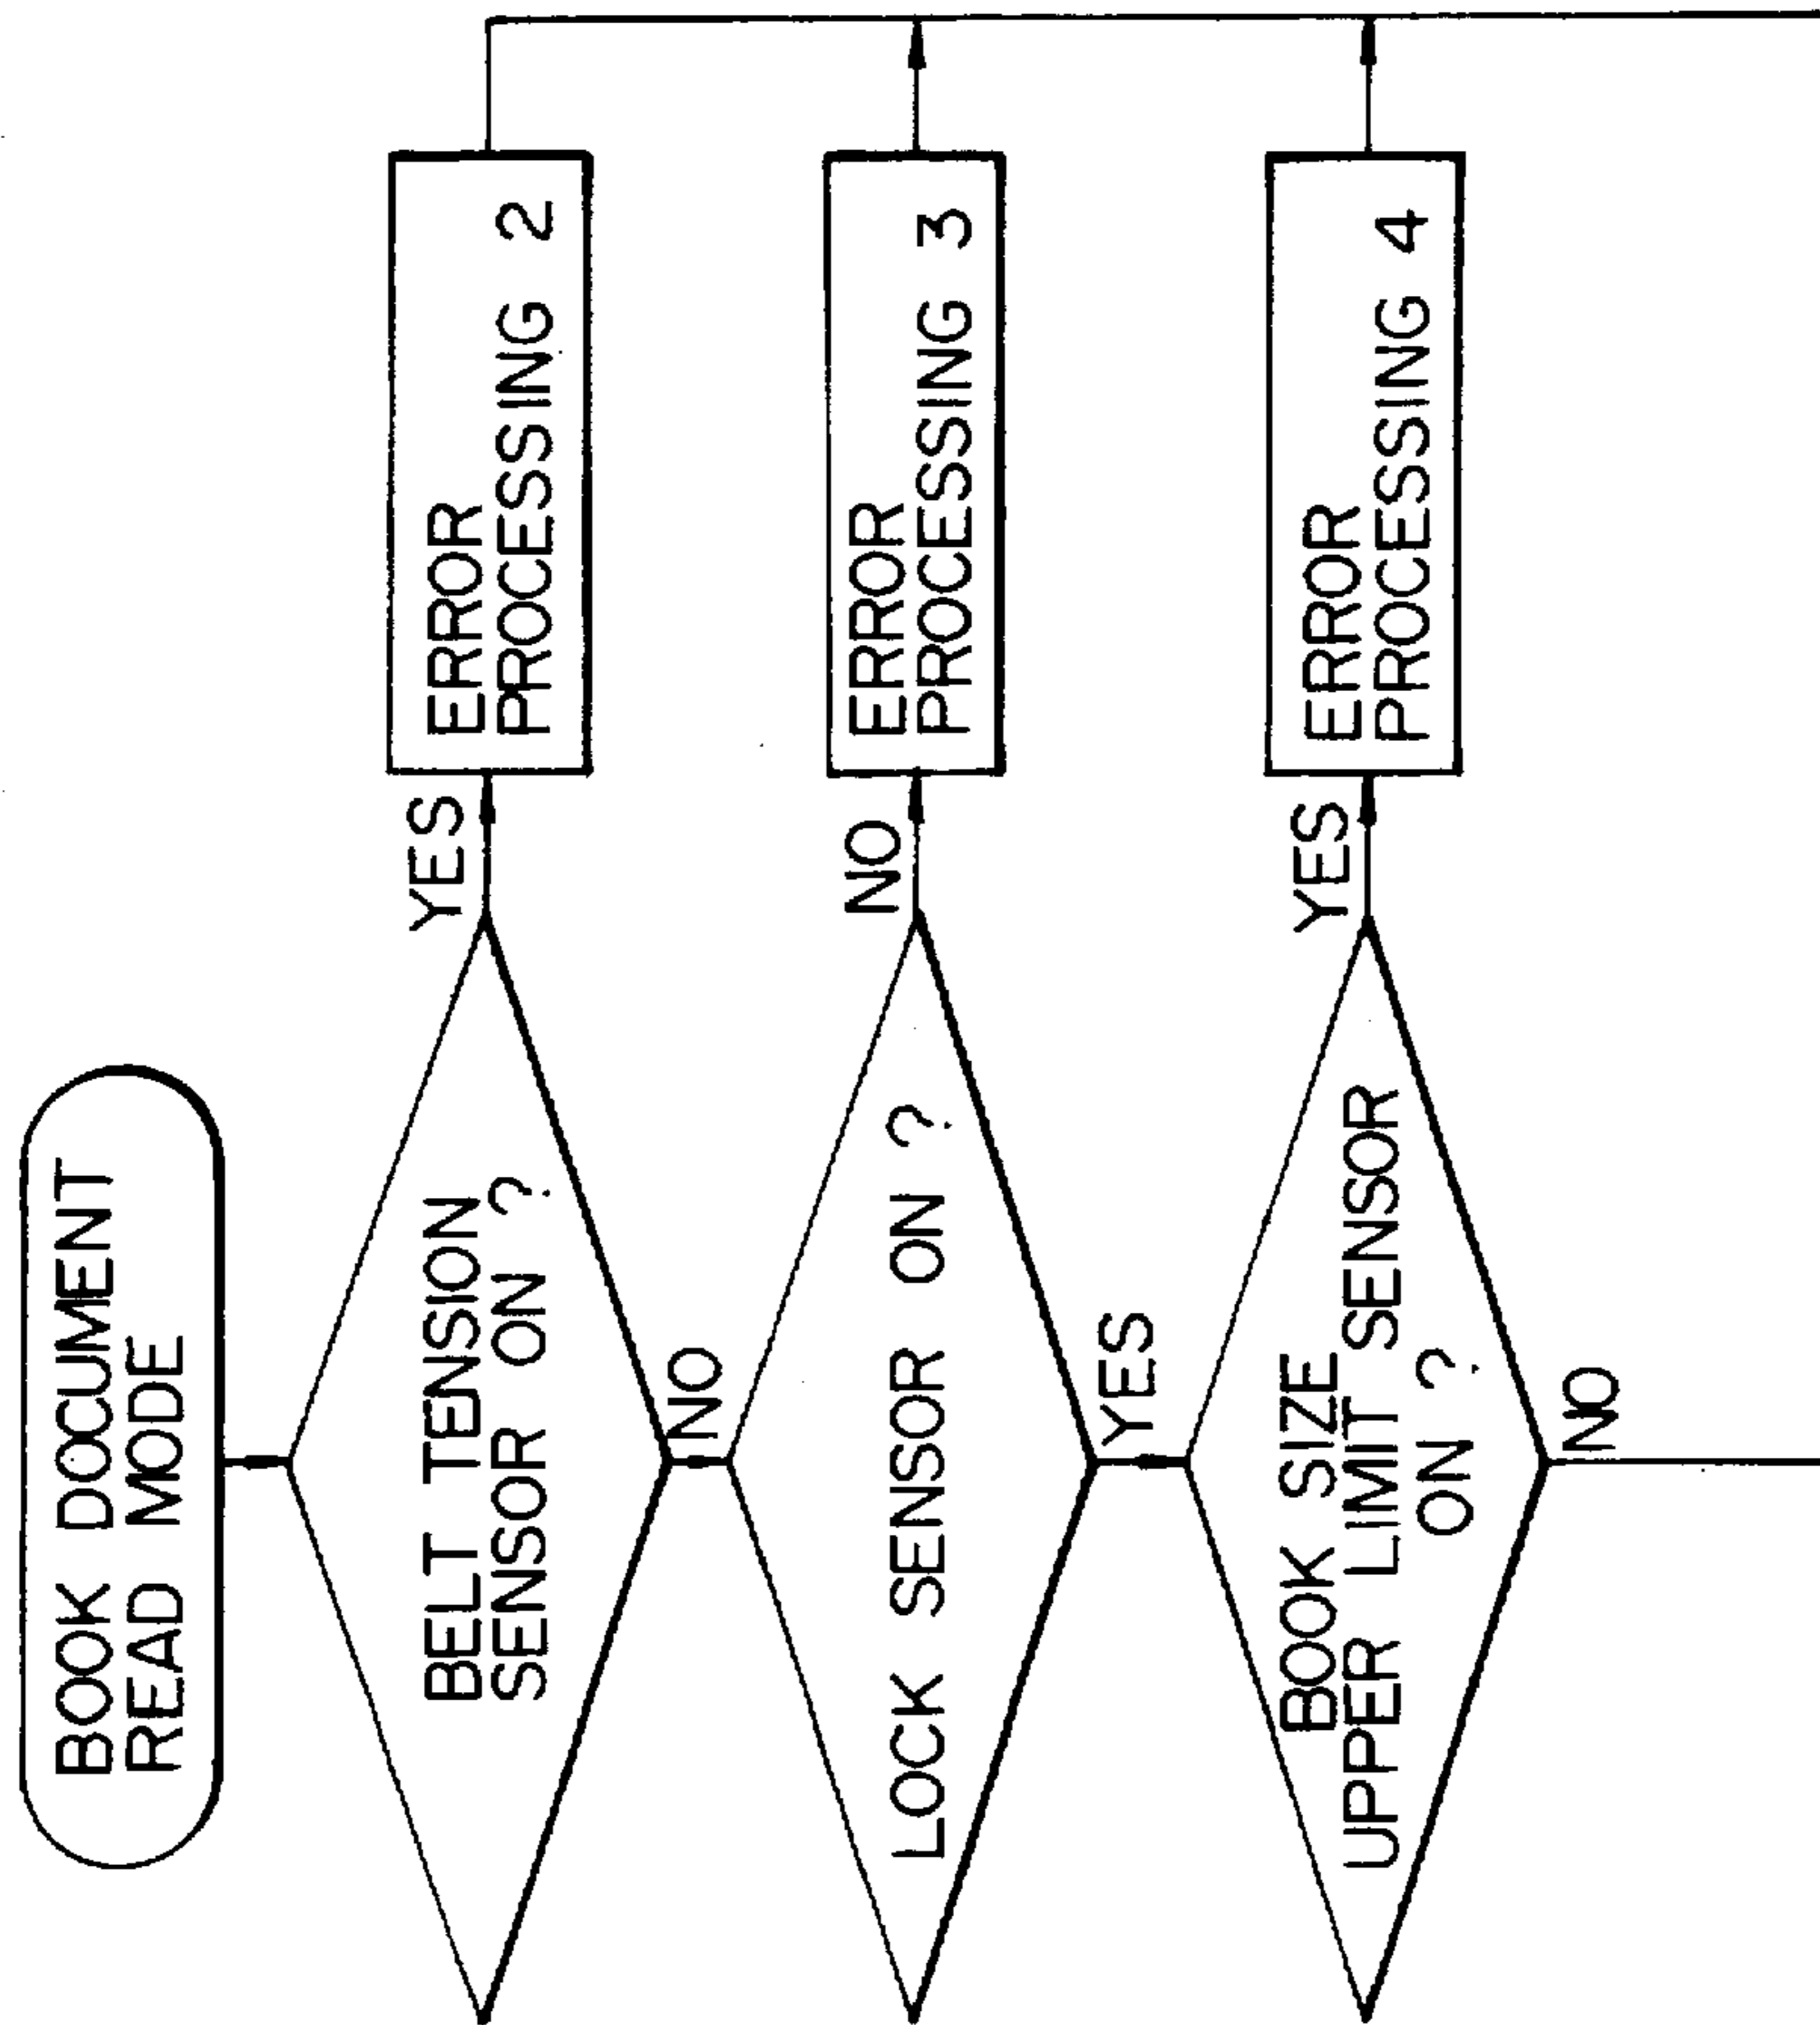 BOOK DOCUMENT
READ MODE
BELT TENSION
SENSOR ON ?
YES
ERROR
PROCESSING 2
NO
LOCK SENSOR ON ?
NO
ERROR
PROCESSING 3
YES
BOOK SIZE
UPPER LIMIT SENSOR
ON ?
YES
ERROR
PROCESSING 4
NO